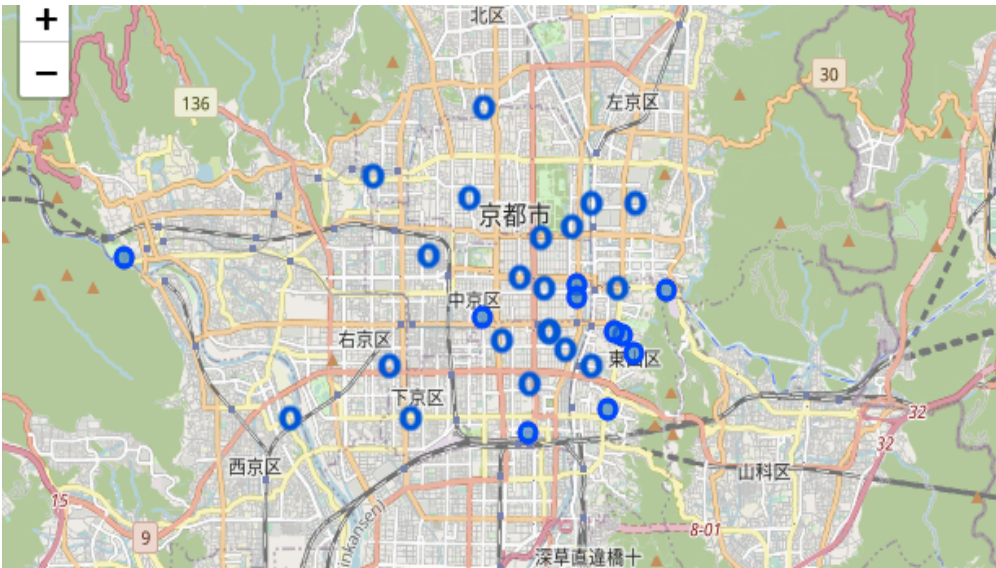 +
−
北区
30
136
左京区
京都市
中京区
右京区
東山区
下京区
32
32
西京区
山科区
15
inkansen)
8-01
9
深草直違橋十